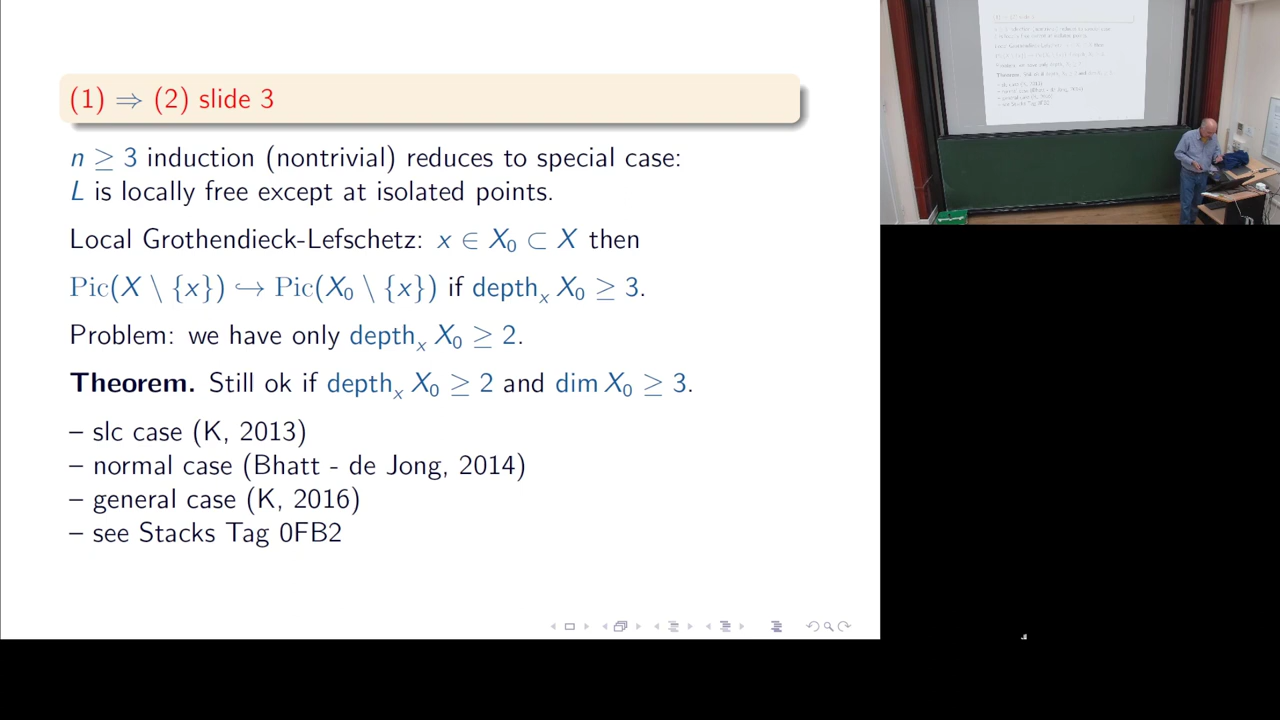 (1) ⇒ (2) slide 3
n ≥ 3 induction (nontrivial) reduces to special case:
L is locally free except at isolated points.
Local Grothendieck-Lefschetz: x ∈ X₀ ⊂ X then
Pic(X \ {x}) ↪ Pic(X₀ \ {x}) if depthₓ X₀ ≥ 3.
Problem: we have only depthₓ X₀ ≥ 2.
Theorem. Still ok if depthₓ X₀ ≥ 2 and dim X₀ ≥ 3.
– slc case (K, 2013)
– normal case (Bhatt - de Jong, 2014)
– general case (K, 2016)
– see Stacks Tag 0FB2